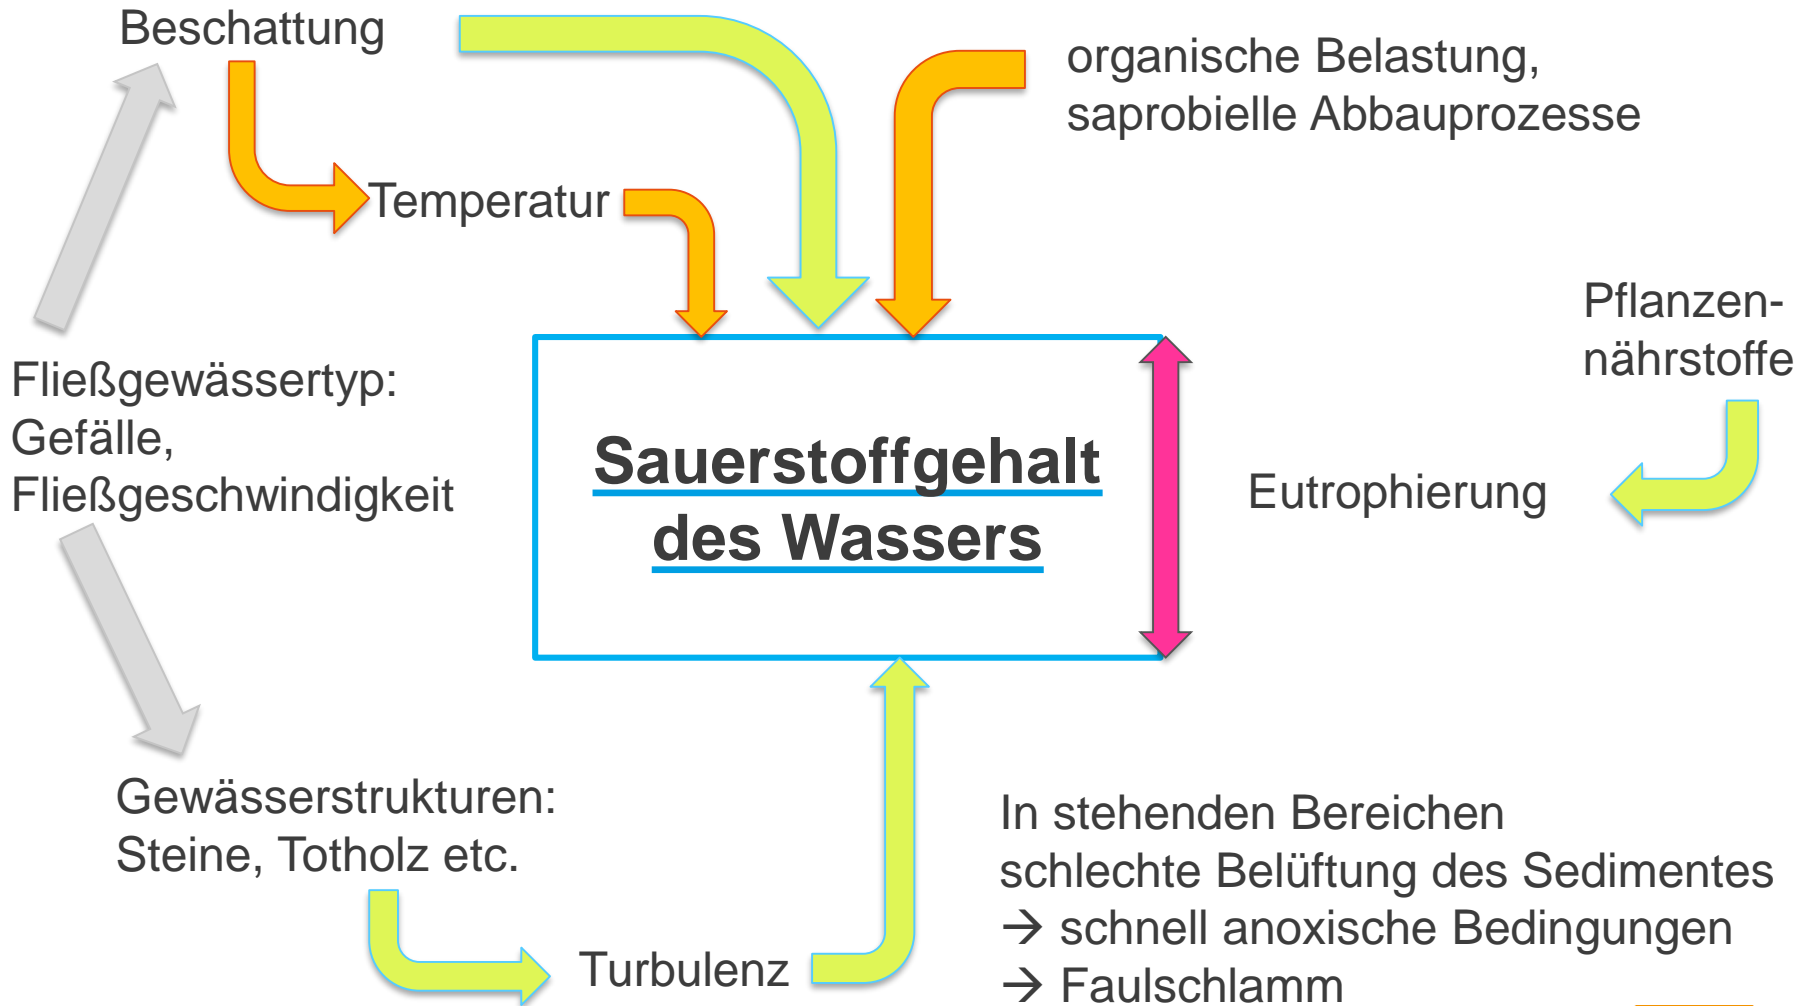 Beschattung
organische Belastung,
saprobielle Abbauprozesse
Temperatur
Pflanzen-
nährstoffe
Fließgewässertyp:
Gefälle,
Fließgeschwindigkeit
Sauerstoffgehalt
des Wassers
Eutrophierung
Gewässerstrukturen:
Steine, Totholz etc.
Turbulenz
In stehenden Bereichen
schlechte Belüftung des Sedimentes
→ schnell anoxische Bedingungen
→ Faulschlamm